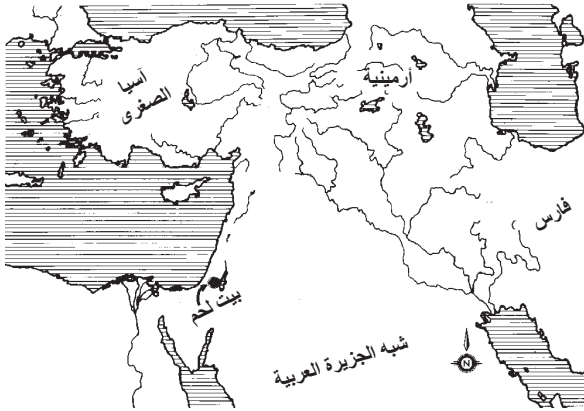 آسيا
الصغرى
أرمينية
فارس
بيت لحم
شبه الجزيرة العربية
N